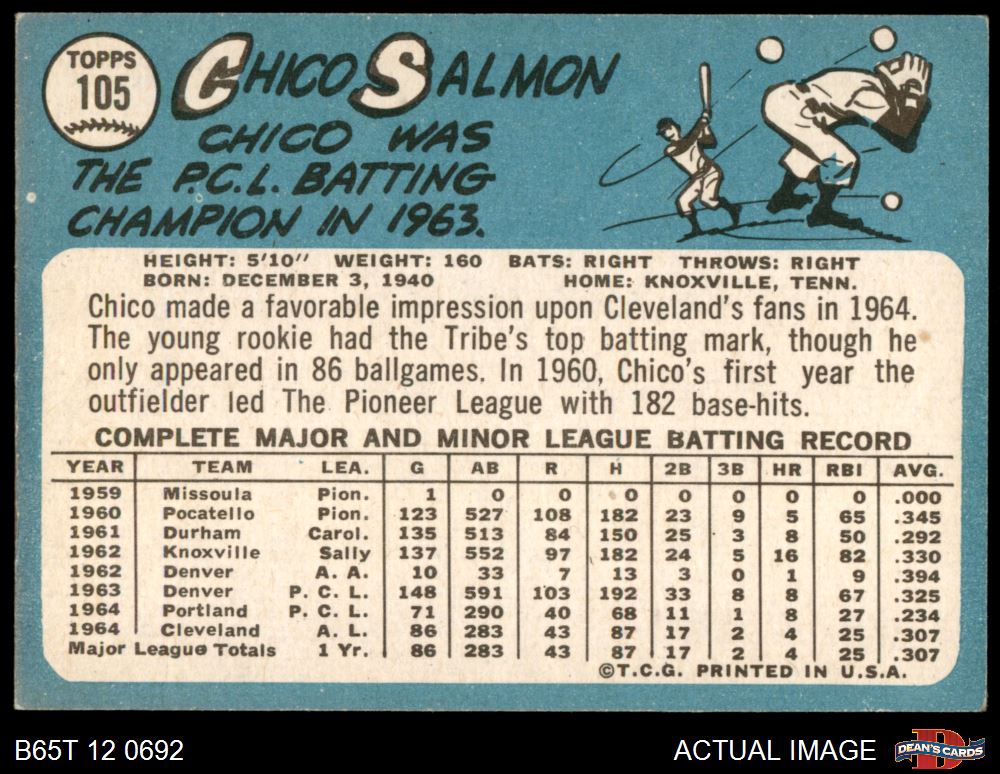 TOPPS
105
CHICO SALMON
CHICO WAS
THE P.C.L. BATTING
CHAMPION IN 1963.
HEIGHT: 5'10" WEIGHT: 160 BATS: RIGHT THROWS: RIGHT
BORN: DECEMBER 3, 1940 HOME: KNOXVILLE, TENN.
Chico made a favorable impression upon Cleveland's fans in 1964.
The young rookie had the Tribe's top batting mark, though he
only appeared in 86 ballgames. In 1960, Chico's first year the
outfielder led The Pioneer League with 182 base-hits.
COMPLETE MAJOR AND MINOR LEAGUE BATTING RECORD
YEAR TEAM LEA. G AB R H 2B 3B HR RBI AVG.
1959 Missoula Pion. 1 0 0 0 0 0 0 0 .000
1960 Pocatello Pion. 123 527 108 182 23 9 5 65 .345
1961 Durham Carol. 135 513 84 150 25 3 8 50 .292
1962 Knoxville Sally 137 552 97 182 24 5 16 82 .330
1962 Denver A. A. 10 33 7 13 3 0 1 9 .394
1963 Denver P. C. L. 148 591 103 192 33 8 8 67 .325
1964 Portland P. C. L. 71 290 40 68 11 1 8 27 .234
1964 Cleveland A. L. 86 283 43 87 17 2 4 25 .307
Major League Totals 1 Yr. 86 283 43 87 17 2 4 25 .307
©T.C.G. PRINTED IN U.S.A.
B65T 12 0692
ACTUAL IMAGE
DEAN'S CARDS